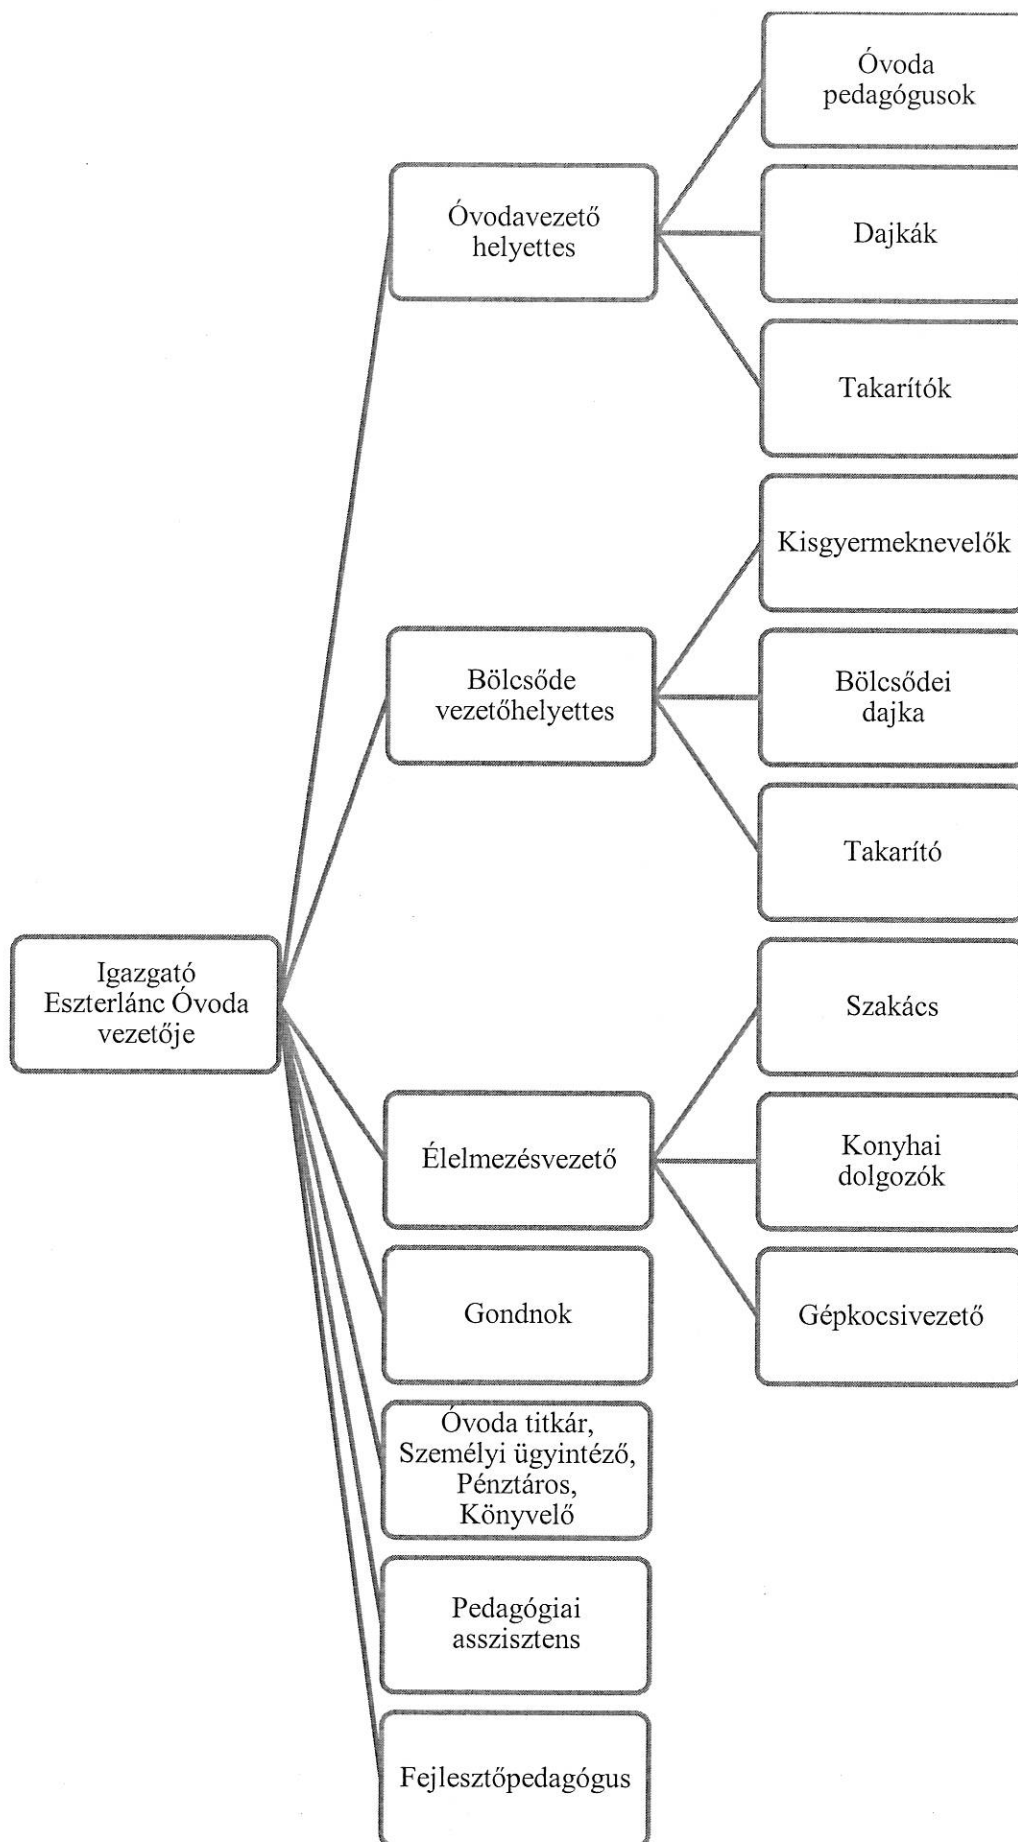 Óvoda
pedagógusok
Óvodavezető
helyettes
Dajkák
Takarítók
Kisgyermeknevelők
Bölcsőde
vezetőhelyettes
Bölcsődei
dajka
Takarító
Igazgató
Eszterlánc Óvoda
vezetője
Szakács
Élelmezésvezető
Konyhai
dolgozók
Gondnok
Gépkocsivezető
Óvoda titkár,
Személyi ügyintéző,
Pénztáros,
Könyvelő
Pedagógiai
asszisztens
Fejlesztőpedagógus